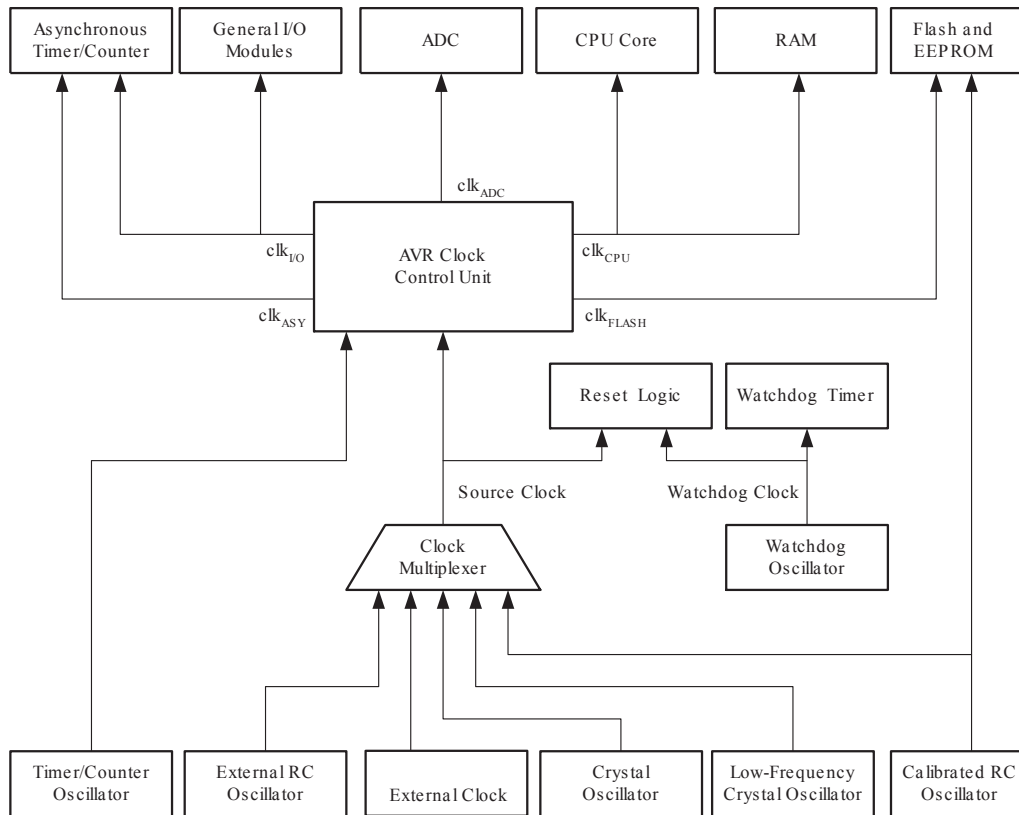 Asynchronous
Timer/Counter
General I/O
Modules
ADC
CPU Core
RAM
Flash and
EEPROM
clkADC
clkI/O
AVR Clock
Control Unit
clkCPU
clkASY
clkFLASH
Reset Logic
Watchdog Timer
Source Clock
Watchdog Clock
Clock
Multiplexer
Watchdog
Oscillator
Timer/Counter
Oscillator
External RC
Oscillator
External Clock
Crystal
Oscillator
Low-Frequency
Crystal Oscillator
Calibrated RC
Oscillator